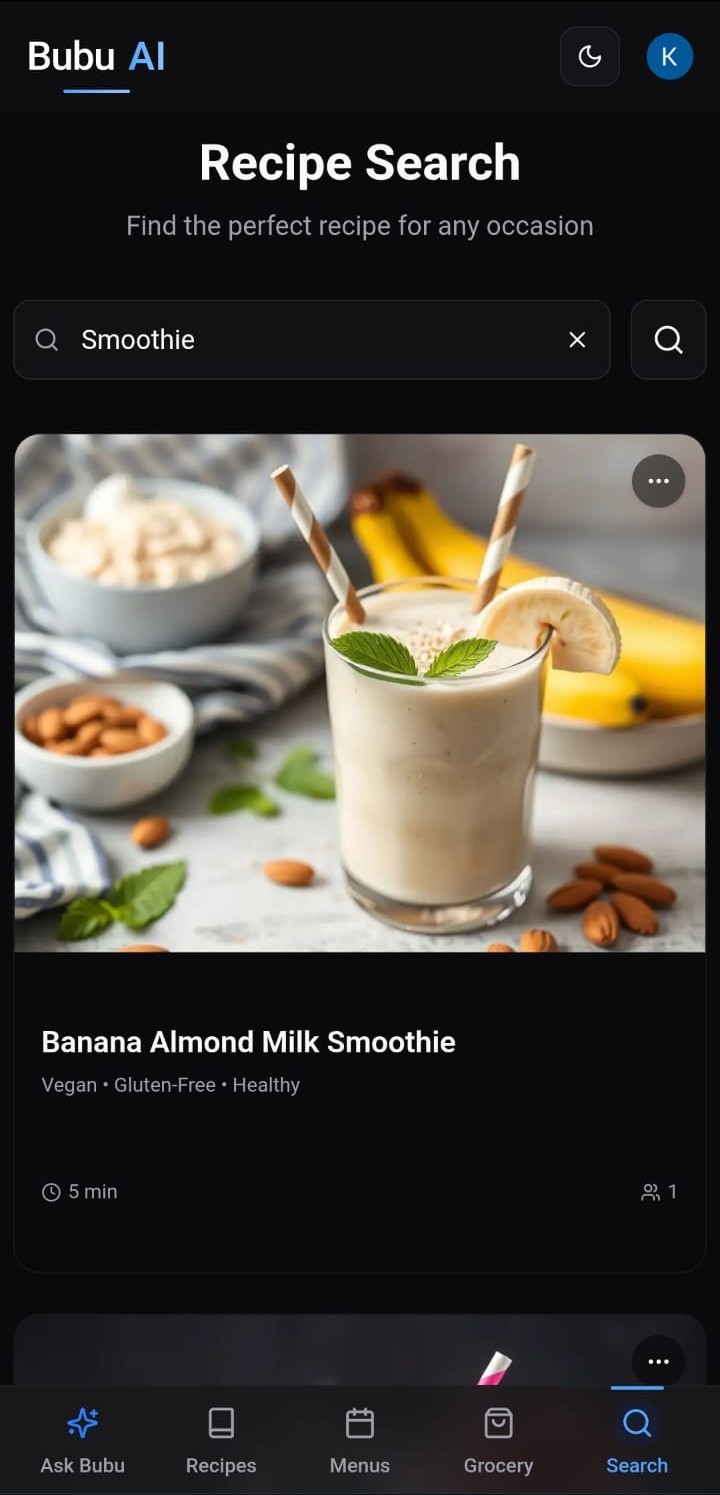 Bubu AI
K
Recipe Search
Find the perfect recipe for any occasion
Smoothie
Banana Almond Milk Smoothie
Vegan • Gluten-Free • Healthy
5 min
1
Ask Bubu
Recipes
Menus
Grocery
Search